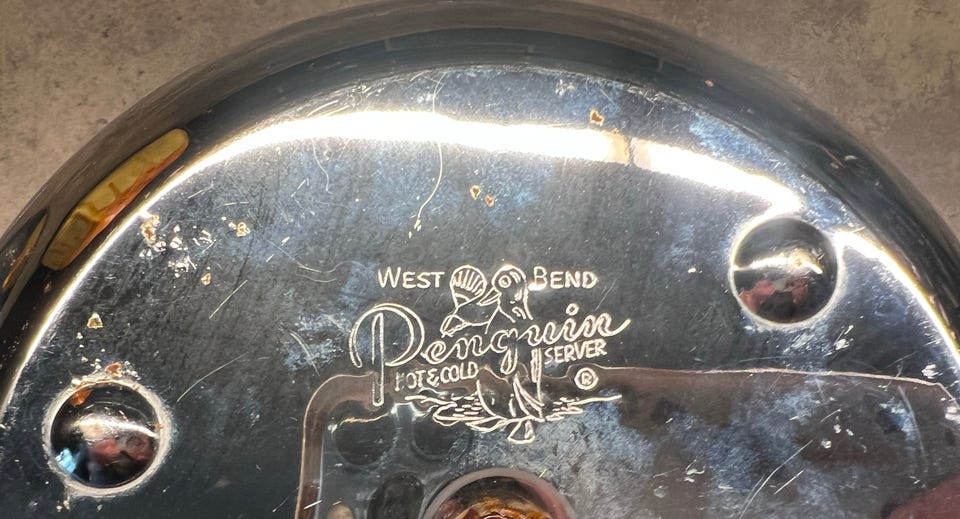 WEST BEND
Penguin
HOT & COLD SERVER
®